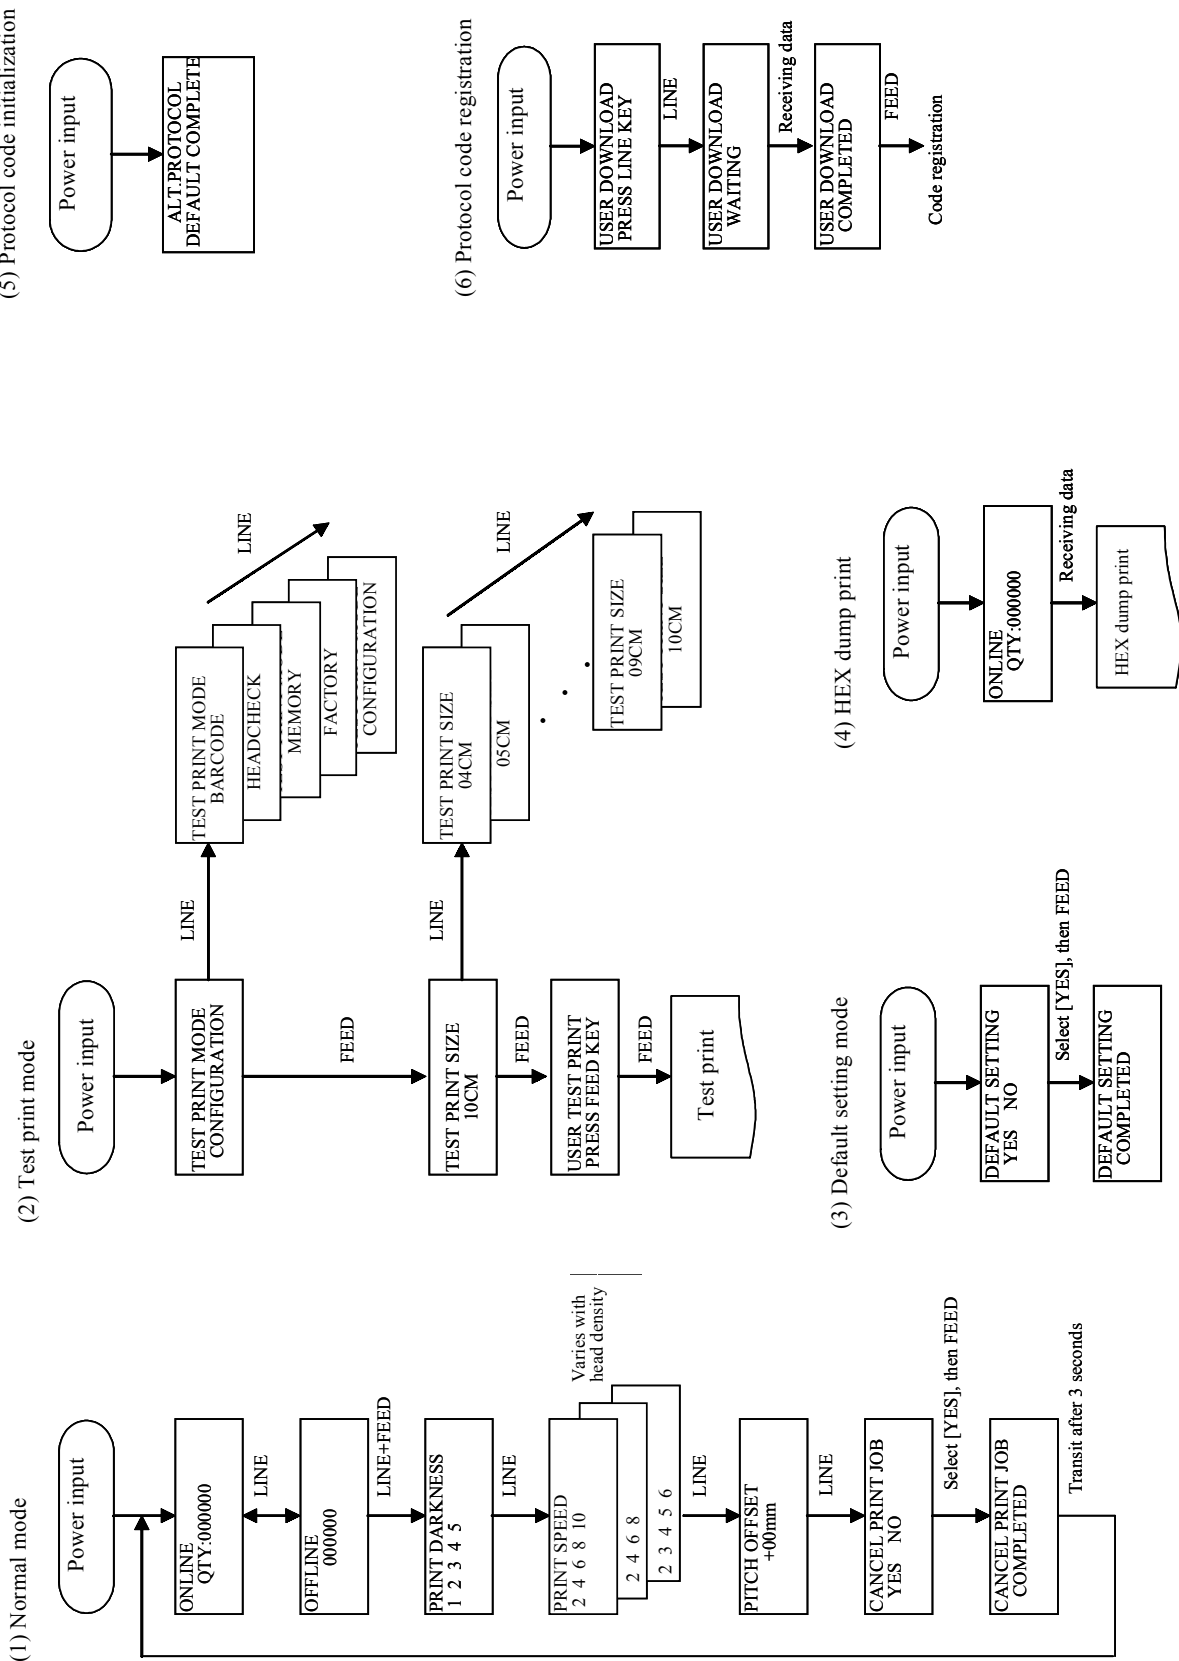 (1) Normal mode
Power input
ONLINE
QTY:000000
LINE
OFFLINE
000000
LINE+FEED
PRINT DARKNESS
1 2 3 4 5
LINE
PRINT SPEED
2 4 6 8 10
2 4 6 8
2 3 4 5 6
Varies with
head density
LINE
PITCH OFFSET
+00mm
LINE
CANCEL PRINT JOB
YES NO
Select [YES], then FEED
CANCEL PRINT JOB
COMPLETED
Transit after 3 seconds
(2) Test print mode
Power input
TEST PRINT MODE
CONFIGURATION
LINE
TEST PRINT MODE
BARCODE
HEADCHECK
MEMORY
FACTORY
CONFIGURATION
LINE
FEED
TEST PRINT SIZE
10CM
LINE
TEST PRINT SIZE
04CM
05CM
TEST PRINT SIZE
09CM
10CM
LINE
FEED
USER TEST PRINT
PRESS FEED KEY
FEED
Test print
(3) Default setting mode
Power input
DEFAULT SETTING
YES NO
Select [YES], then FEED
DEFAULT SETTING
COMPLETED
(4) HEX dump print
Power input
ONLINE
QTY:000000
Receiving data
HEX dump print
(5) Protocol code initialization
Power input
ALT.PROTOCOL
DEFAULT COMPLETE
(6) Protocol code registration
Power input
USER DOWNLOAD
PRESS LINE KEY
LINE
USER DOWNLOAD
WAITING
Receiving data
USER DOWNLOAD
COMPLETED
FEED
Code registration